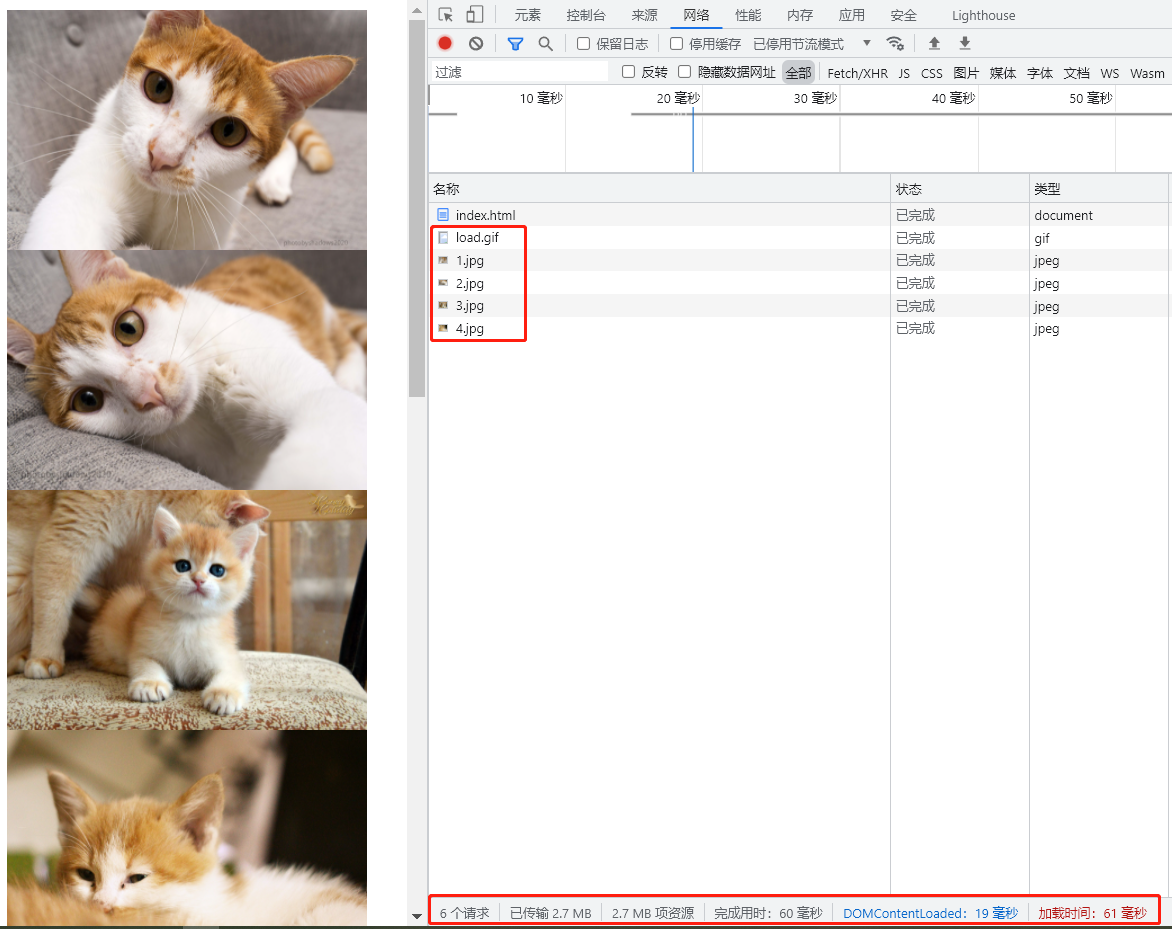 元素 控制台 来源 网络 性能 内存 应用 安全 Lighthouse
保留日志 停用缓存 已停用节流模式
过滤 反转 隐藏数据网址 全部 Fetch/XHR JS CSS 图片 媒体 字体 文档 WS Wasm
10 毫秒 20 毫秒 30 毫秒 40 毫秒 50 毫秒
名称 状态 类型
index.html 已完成 document
load.gif 已完成 gif
1.jpg 已完成 jpeg
2.jpg 已完成 jpeg
3.jpg 已完成 jpeg
4.jpg 已完成 jpeg
6 个请求 已传输 2.7 MB 2.7 MB 项资源 完成用时：60 毫秒 DOMContentLoaded：19 毫秒 加载时间：61 毫秒